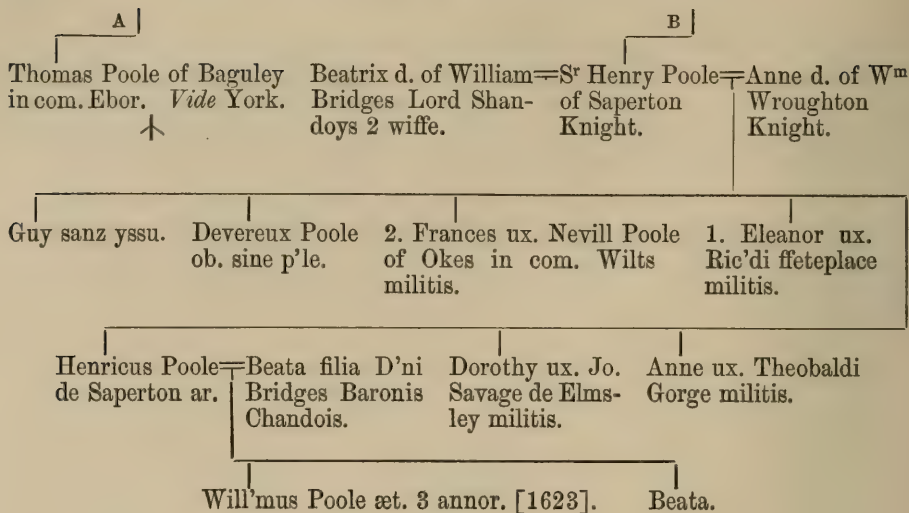 A
B
Thomas Poole of Baguley
in com. Ebor. Vide York.
Beatrix d. of William
Bridges Lord Shan-
doys 2 wiffe.
Sʳ Henry Poole
of Saperton
Knight.
Anne d. of Wᵐ
Wroughton
Knight.
Guy sanz yssu.
Devereux Poole
ob. sine p'le.
2. Frances ux. Nevill Poole
of Okes in com. Wilts
militis.
1. Eleanor ux.
Ric'di ffeteplace
militis.
Henricus Poole
de Saperton ar.
Beata filia D'ni
Bridges Baronis
Chandois.
Dorothy ux. Jo.
Savage de Elms-
ley militis.
Anne ux. Theobaldi
Gorge militis.
Will'mus Poole æt. 3 annor. [1623].
Beata.